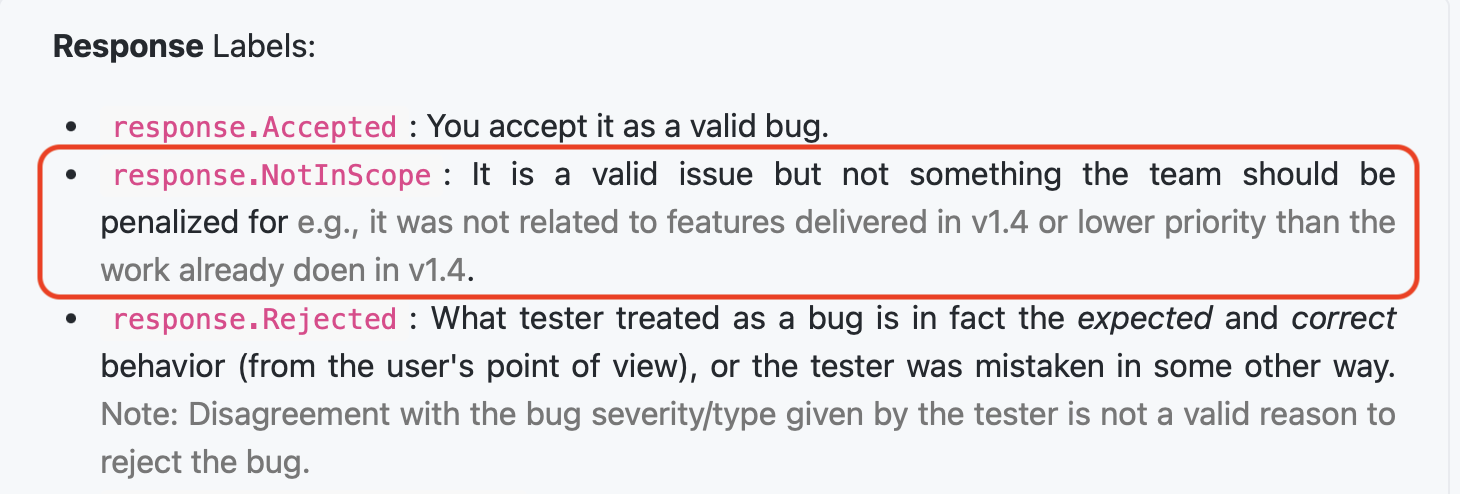 Response Labels:
• response.Accepted : You accept it as a valid bug.
• response.NotInScope : It is a valid issue but not something the team should be
penalized for e.g., it was not related to features delivered in v1.4 or lower priority than the
work already doen in v1.4.
• response.Rejected : What tester treated as a bug is in fact the expected and correct
behavior (from the user's point of view), or the tester was mistaken in some other way.
Note: Disagreement with the bug severity/type given by the tester is not a valid reason to
reject the bug.